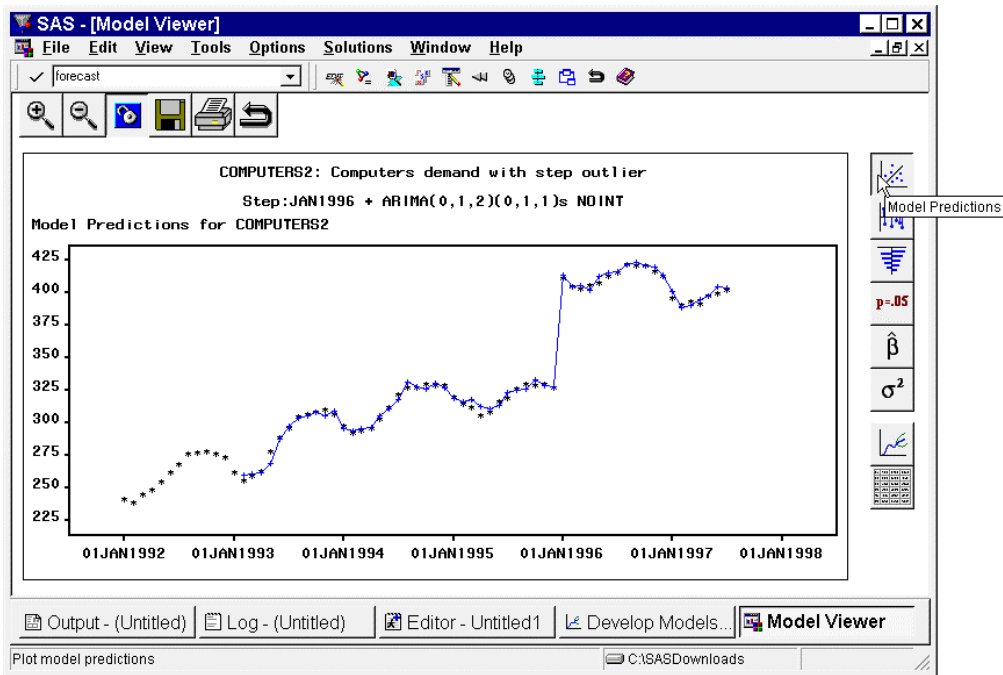 SAS - [Model Viewer]
File Edit View Tools Options Solutions Window Help
forecast
COMPUTERS2: Computers demand with step outlier
Step:JAN1996 + ARIMA(0,1,2)(0,1,1)s NOINT
Model Predictions for COMPUTERS2
Model Predictions
425
400
375
350
325
300
275
250
225
p=.05
β̂
σ²
01JAN1992 01JAN1993 01JAN1994 01JAN1995 01JAN1996 01JAN1997 01JAN1998
Output - (Untitled) Log - (Untitled) Editor - Untitled1 Develop Models... Model Viewer
Plot model predictions C:\SASDownloads